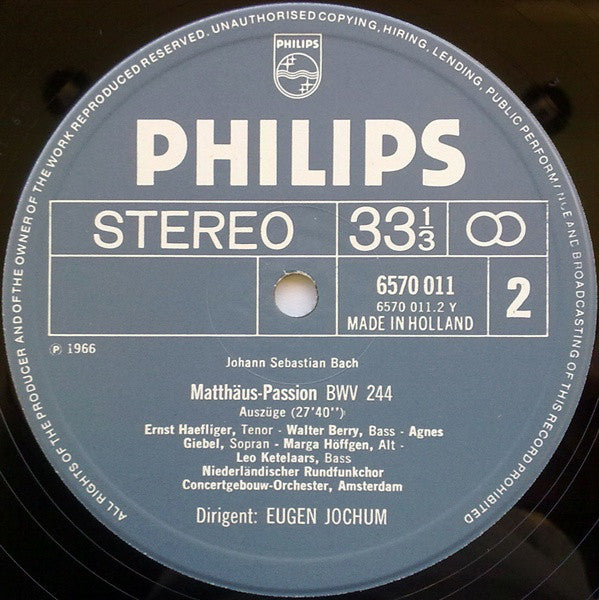 ALL RIGHTS OF THE PRODUCER AND OF THE OWNER OF THE WORK REPRODUCED RESERVED. UNAUTHORISED COPYING, HIRING, LENDING, PUBLIC PERFORMANCE AND BROADCASTING OF THIS RECORD PROHIBITED
PHILIPS
PHILIPS
STEREO 33⅓
6570 011
6570 011.2 Y
MADE IN HOLLAND
2
℗ 1966
Johann Sebastian Bach
Matthäus-Passion BWV 244
Auszüge (27'40'')
Ernst Haefliger, Tenor - Walter Berry, Bass - Agnes
Giebel, Sopran - Marga Höffgen, Alt -
Leo Ketelaars, Bass
Niederländischer Rundfunkchor
Concertgebouw-Orchester, Amsterdam
Dirigent: EUGEN JOCHUM